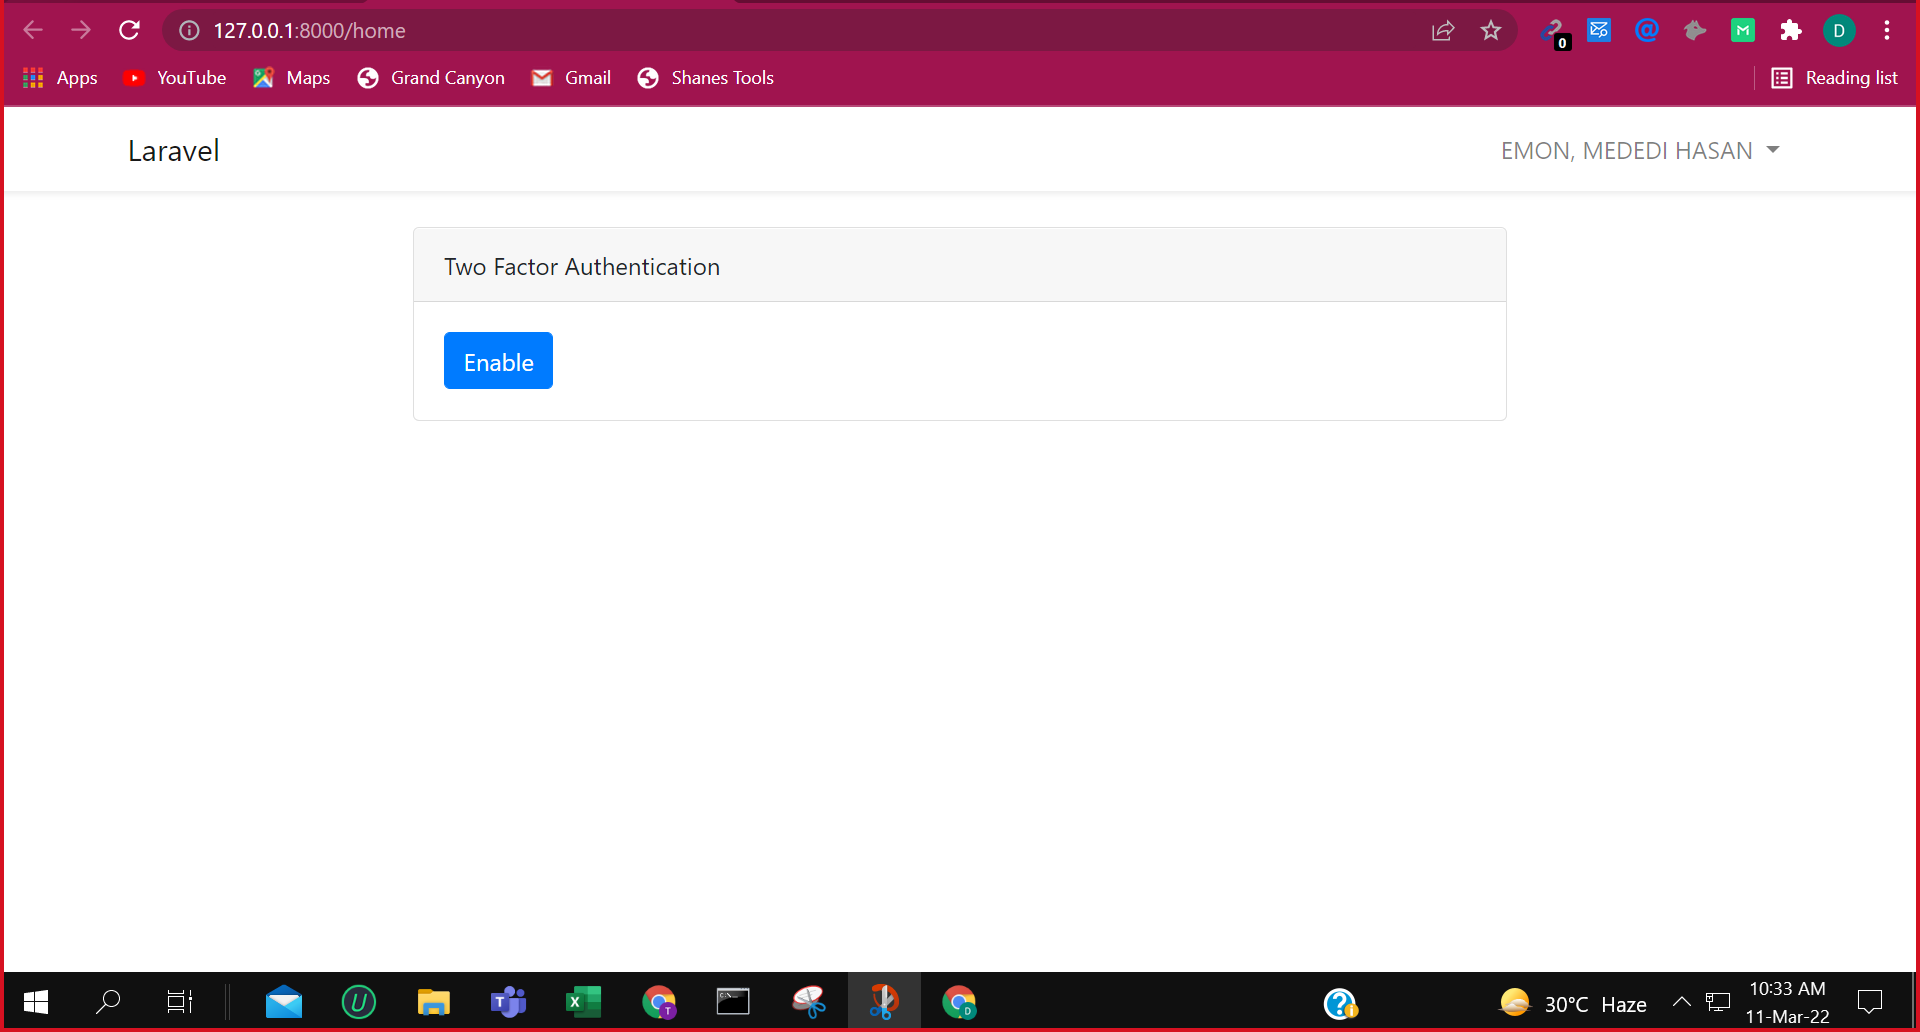 127.0.0.1:8000/home
0
D
Apps
YouTube
Maps
Grand Canyon
Gmail
Shanes Tools
Reading list
Laravel
EMON, MEDEDI HASAN
Two Factor Authentication
Enable
30°C Haze
10:33 AM
11-Mar-22